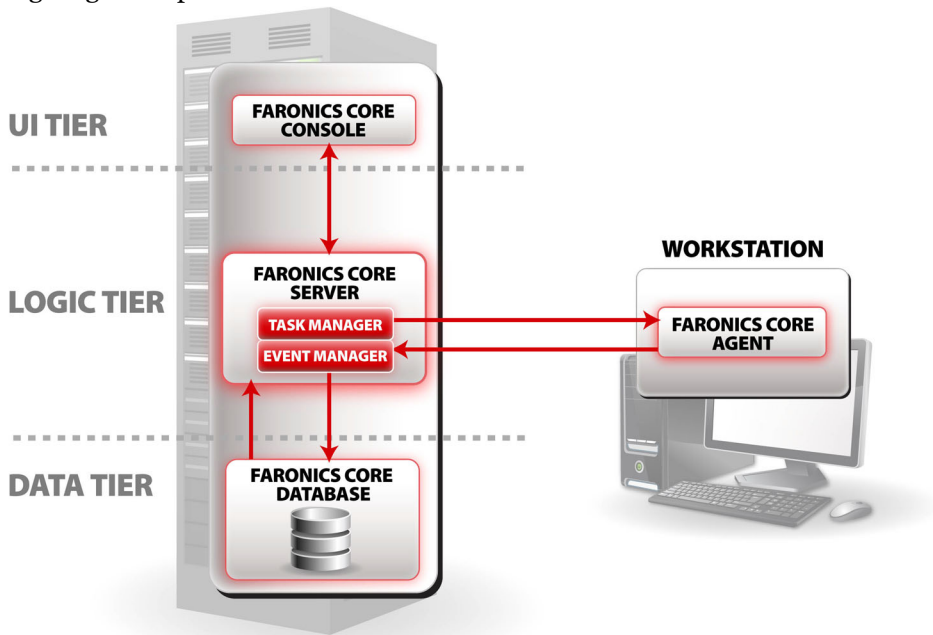 UI TIER
FARONICS CORE
CONSOLE
LOGIC TIER
FARONICS CORE
SERVER
TASK MANAGER
EVENT MANAGER
WORKSTATION
FARONICS CORE
AGENT
DATA TIER
FARONICS CORE
DATABASE